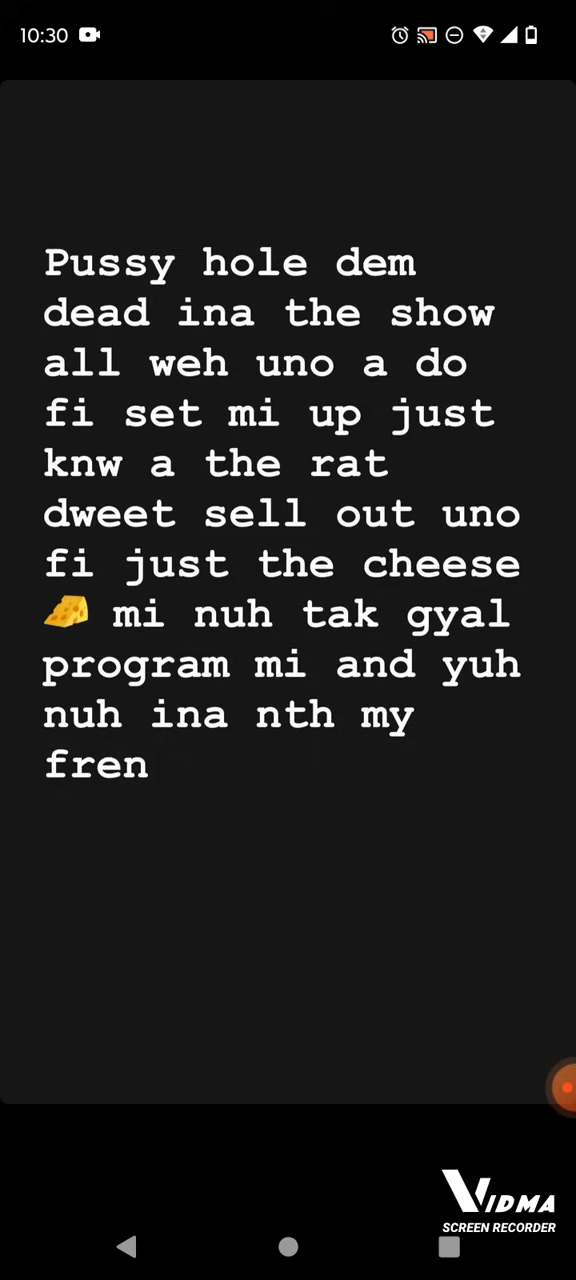 10:30
Pussy hole dem
dead ina the show
all weh uno a do
fi set mi up just
knw a the rat
dweet sell out uno
fi just the cheese
🧀 mi nuh tak gyal
program mi and yuh
nuh ina nth my
fren
VIDMA
SCREEN RECORDER